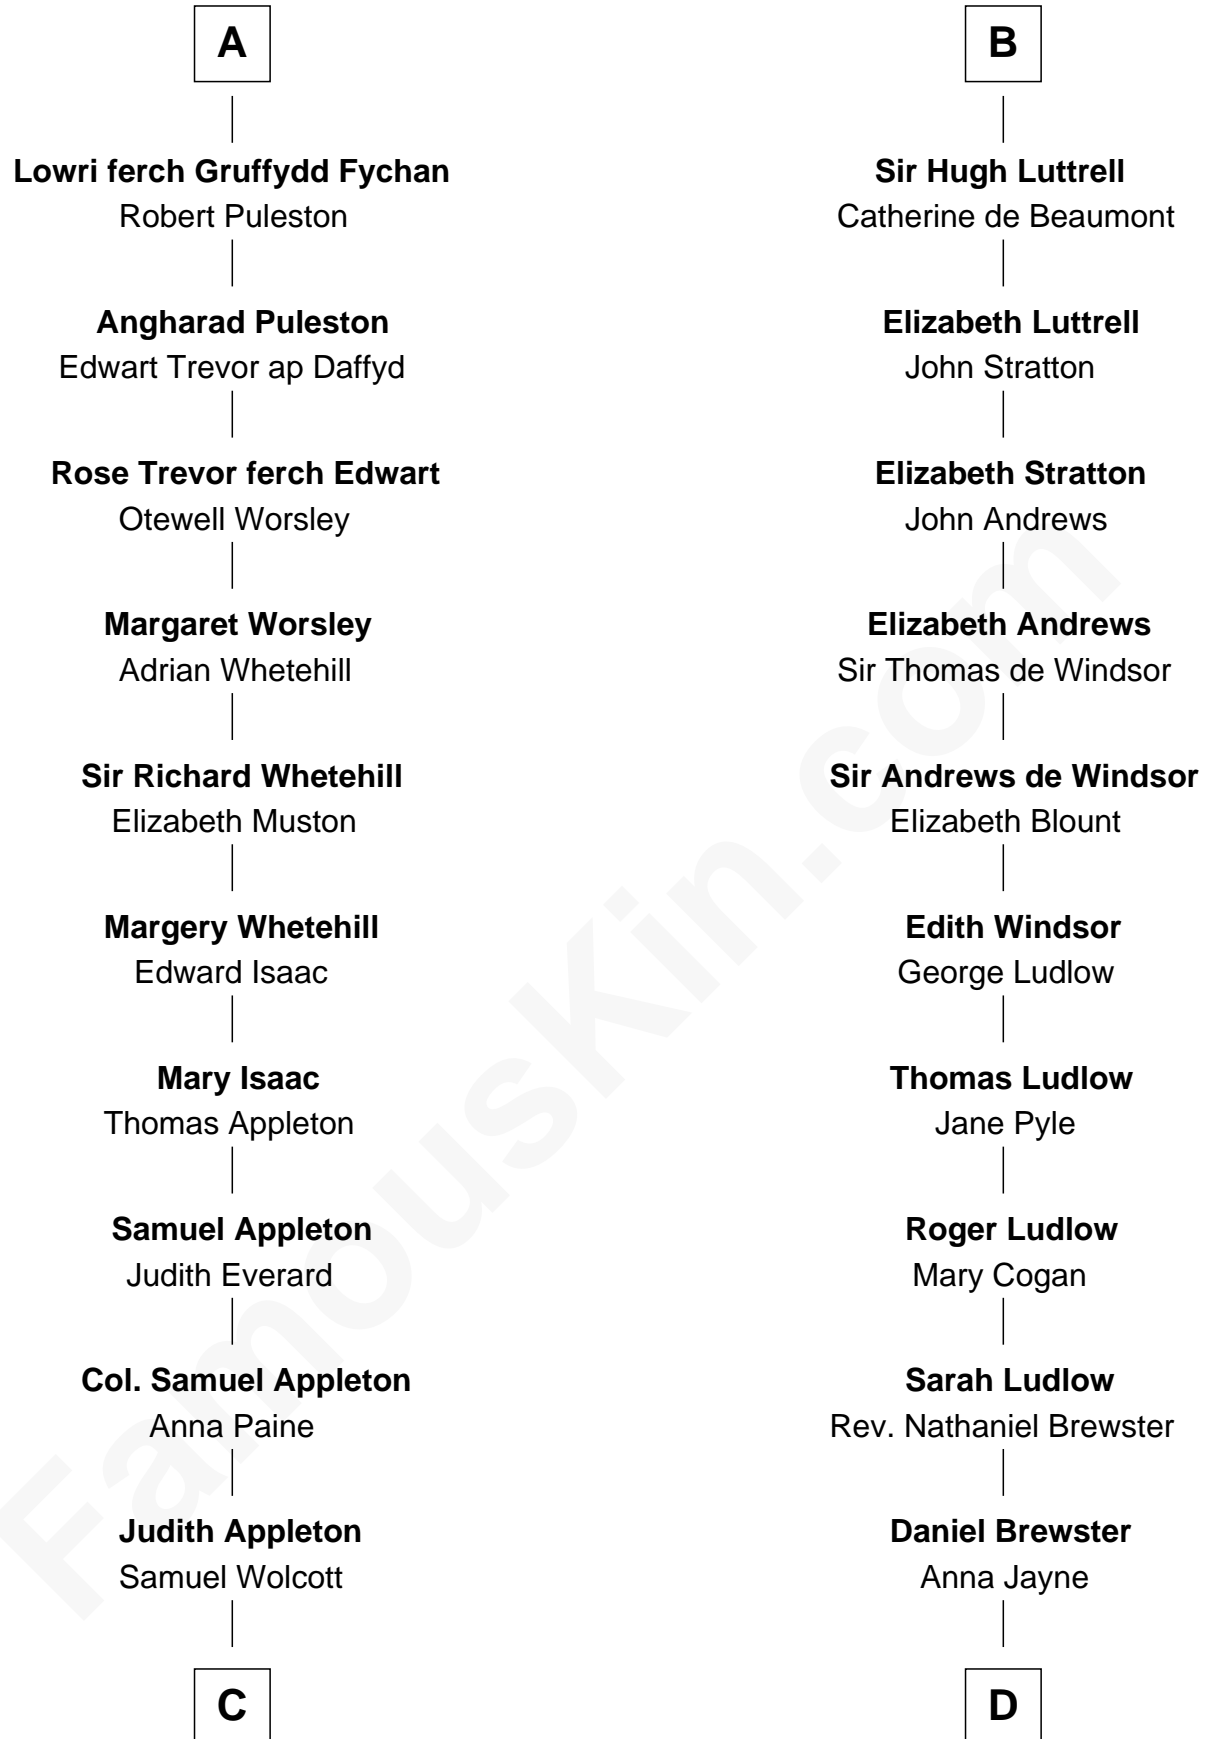 A
Lowri ferch Gruffydd Fychan
Robert Puleston
Angharad Puleston
Edwart Trevor ap Daffyd
Rose Trevor ferch Edwart
Otewell Worsley
Margaret Worsley
Adrian Whetehill
Sir Richard Whetehill
Elizabeth Muston
Margery Whetehill
Edward Isaac
Mary Isaac
Thomas Appleton
Samuel Appleton
Judith Everard
Col. Samuel Appleton
Anna Paine
Judith Appleton
Samuel Wolcott
C
B
Sir Hugh Luttrell
Catherine de Beaumont
Elizabeth Luttrell
John Stratton
Elizabeth Stratton
John Andrews
Elizabeth Andrews
Sir Thomas de Windsor
Sir Andrews de Windsor
Elizabeth Blount
Edith Windsor
George Ludlow
Thomas Ludlow
Jane Pyle
Roger Ludlow
Mary Cogan
Sarah Ludlow
Rev. Nathaniel Brewster
Daniel Brewster
Anna Jayne
D
FamousKin.com